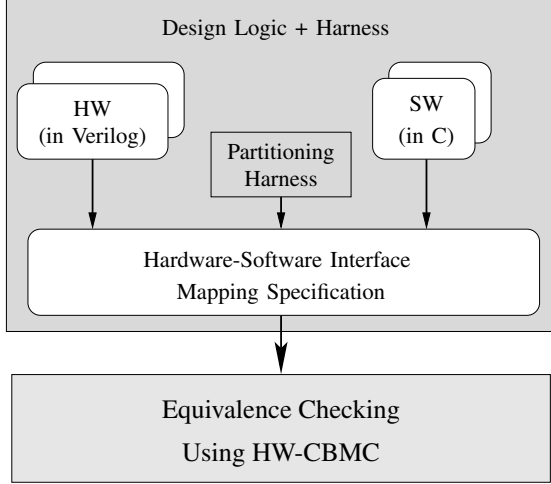 Design Logic + Harness
HW
(in Verilog)
SW
(in C)
Partitioning
Harness
Hardware-Software Interface
Mapping Specification
Equivalence Checking
Using HW-CBMC